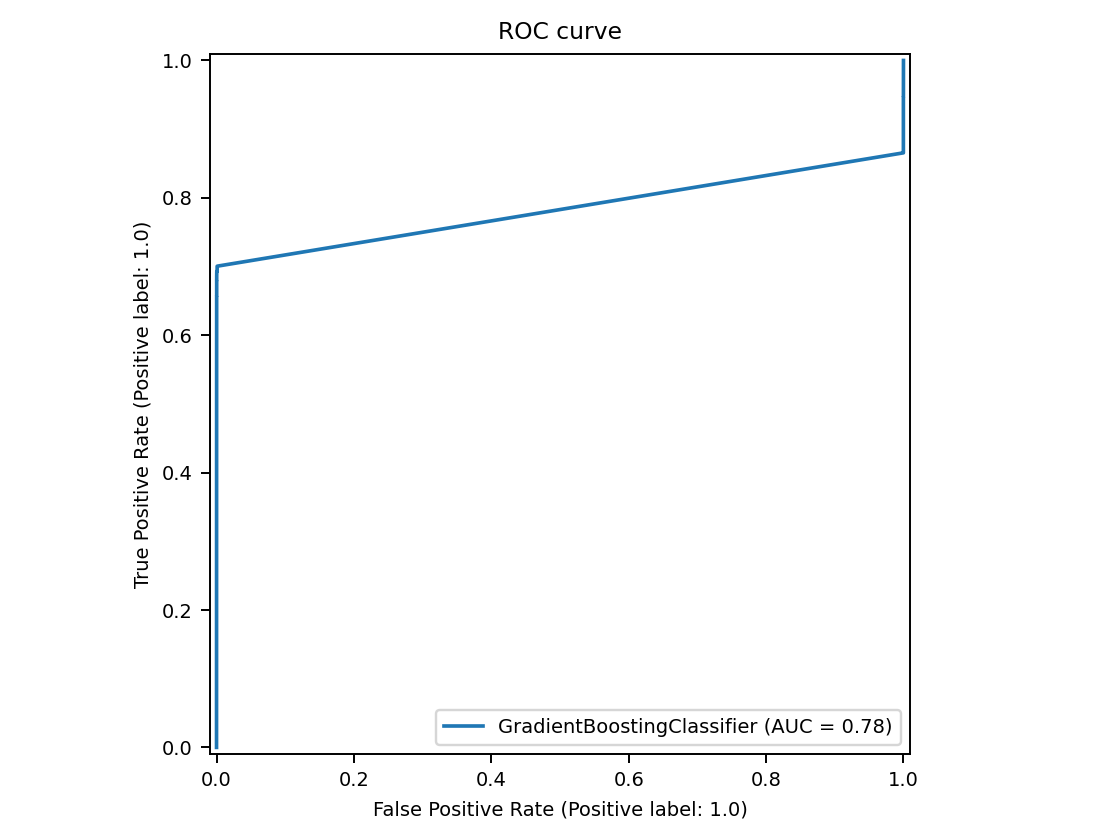 ROC curve
True Positive Rate (Positive label: 1.0)
1.0
0.8
0.6
0.4
0.2
0.0
GradientBoostingClassifier (AUC = 0.78)
0.0 0.2 0.4 0.6 0.8 1.0
False Positive Rate (Positive label: 1.0)